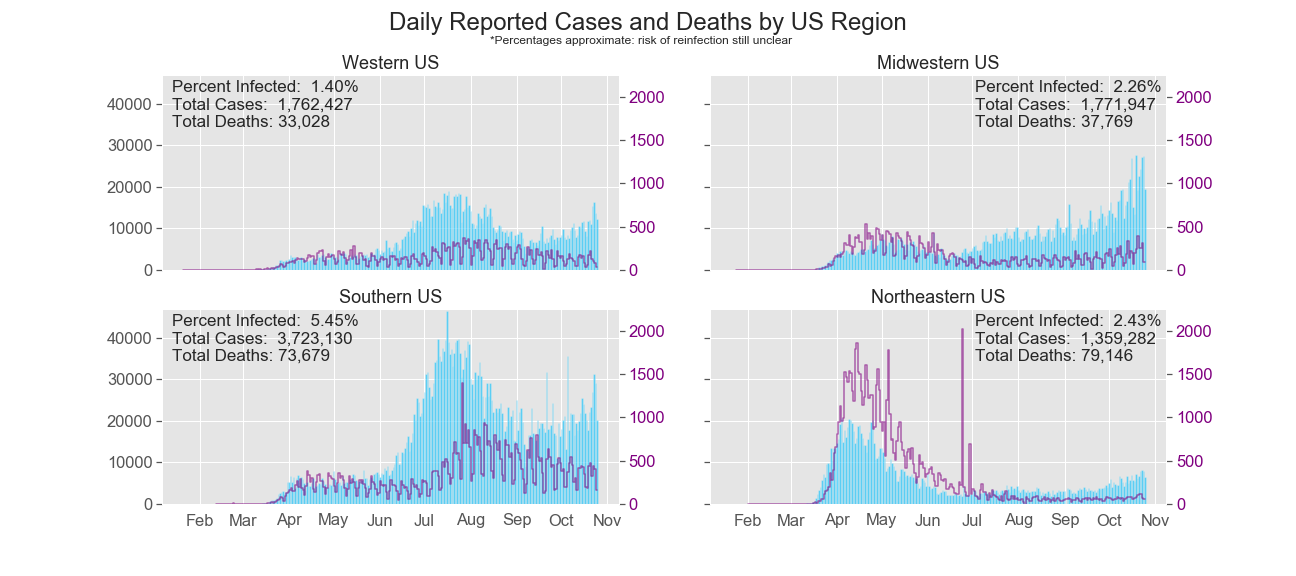 Daily Reported Cases and Deaths by US Region
*Percentages approximate: risk of reinfection still unclear
Western US
Percent Infected:  1.40%
Total Cases:  1,762,427
Total Deaths: 33,028
40000
30000
20000
10000
0
2000
1500
1000
500
0
Midwestern US
Percent Infected:  2.26%
Total Cases:  1,771,947
Total Deaths: 37,769
2000
1500
1000
500
0
Southern US
Percent Infected:  5.45%
Total Cases:  3,723,130
Total Deaths: 73,679
40000
30000
20000
10000
0
2000
1500
1000
500
0
Feb Mar Apr May Jun Jul Aug Sep Oct Nov
Northeastern US
Percent Infected:  2.43%
Total Cases:  1,359,282
Total Deaths: 79,146
2000
1500
1000
500
0
Feb Mar Apr May Jun Jul Aug Sep Oct Nov